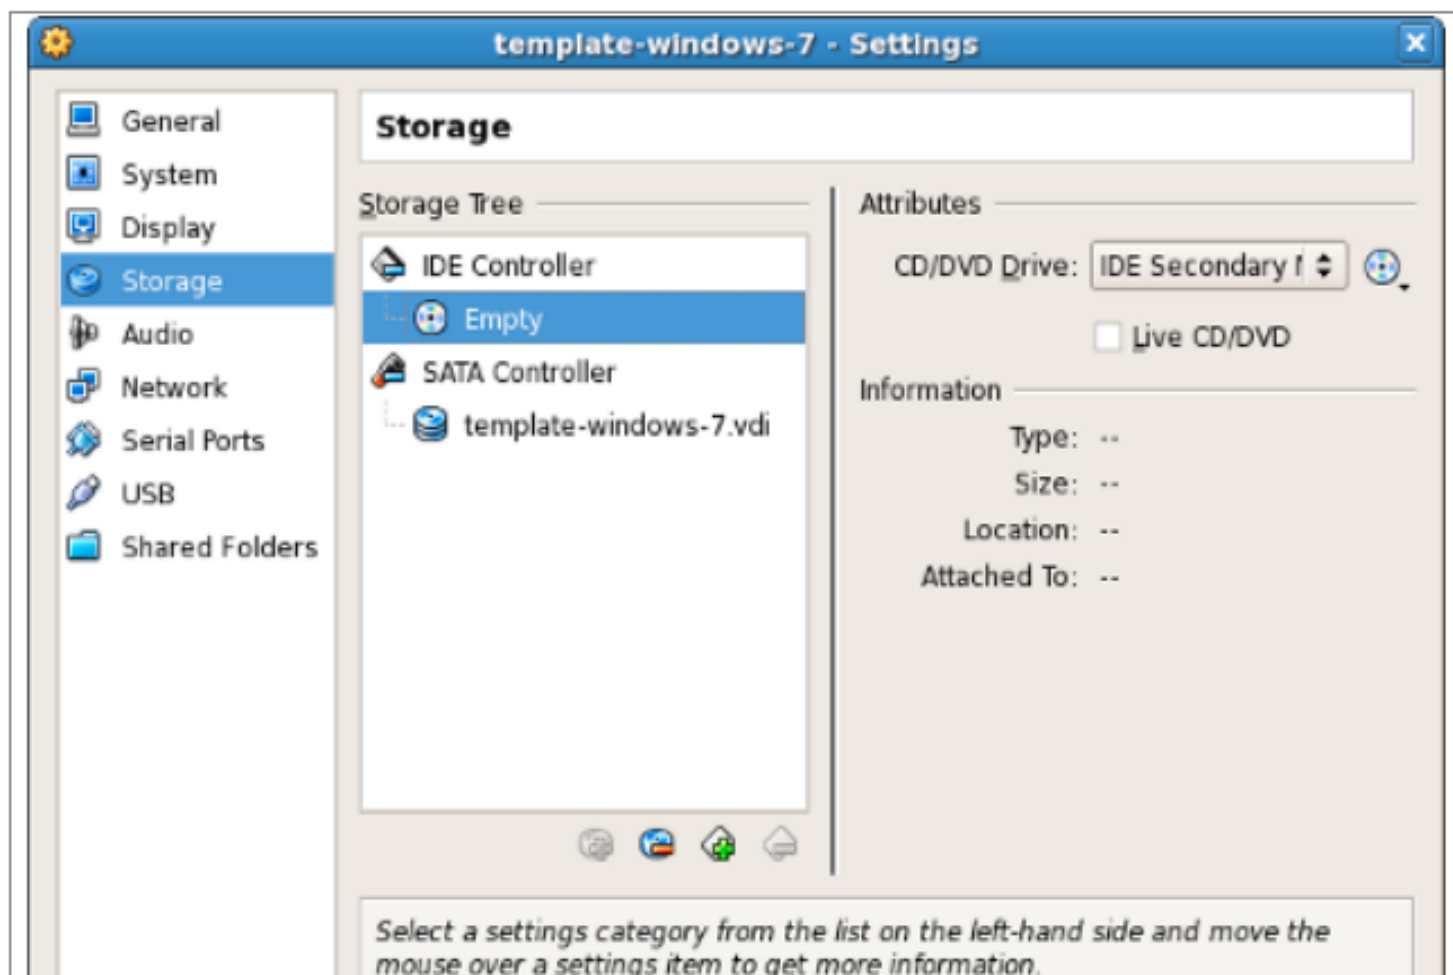 template-windows-7 - Settings
General
System
Display
Storage
Audio
Network
Serial Ports
USB
Shared Folders
Storage
Storage Tree
IDE Controller
Empty
SATA Controller
template-windows-7.vdi
Attributes
CD/DVD Drive: IDE Secondary
Live CD/DVD
Information
Type: --
Size: --
Location: --
Attached To: --
Select a settings category from the list on the left-hand side and move the
mouse over a settings item to get more information.